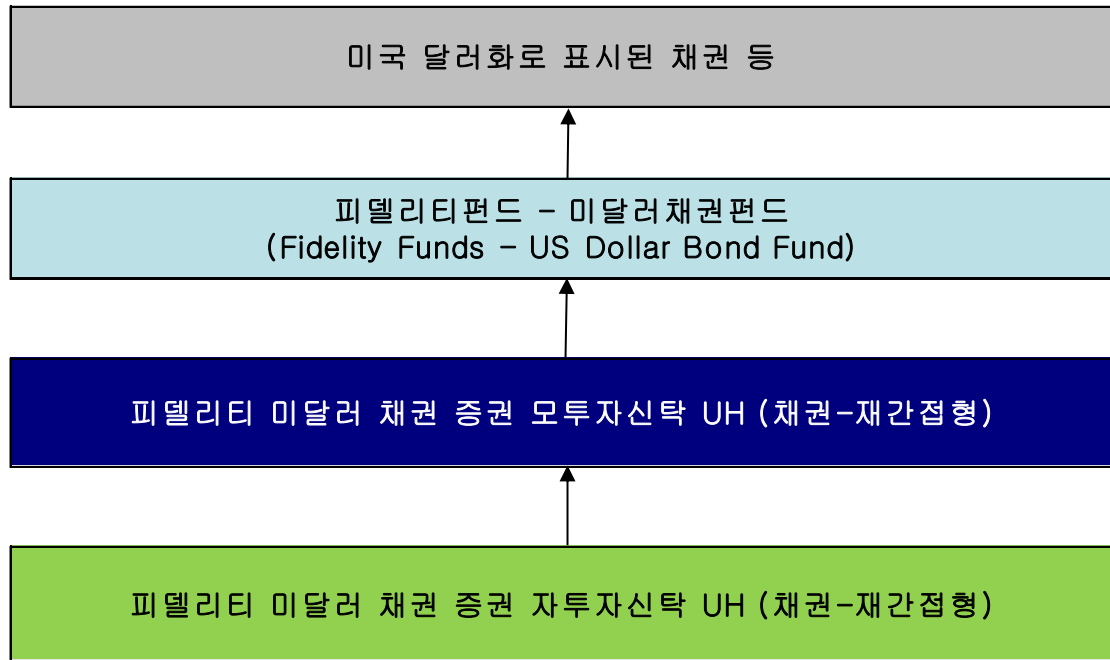 미국 달러화로 표시된 채권 등
피델리티펀드 - 미달러채권펀드
(Fidelity Funds - US Dollar Bond Fund)
피델리티 미달러 채권 증권 모투자신탁 UH (채권-재간접형)
피델리티 미달러 채권 증권 자투자신탁 UH (채권-재간접형)